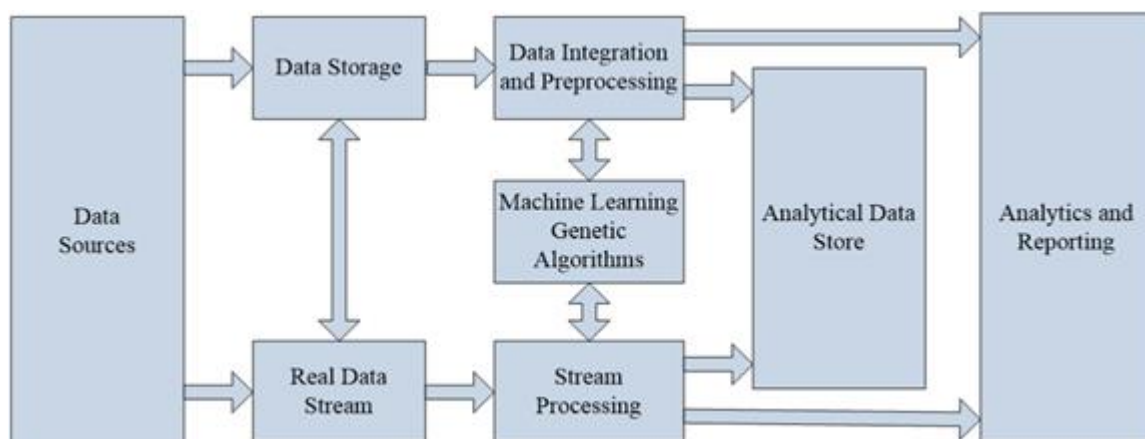 Data
Sources
Data Storage
Real Data
Stream
Data Integration
and Preprocessing
Machine Learning
Genetic
Algorithms
Stream
Processing
Analytical Data
Store
Analytics and
Reporting